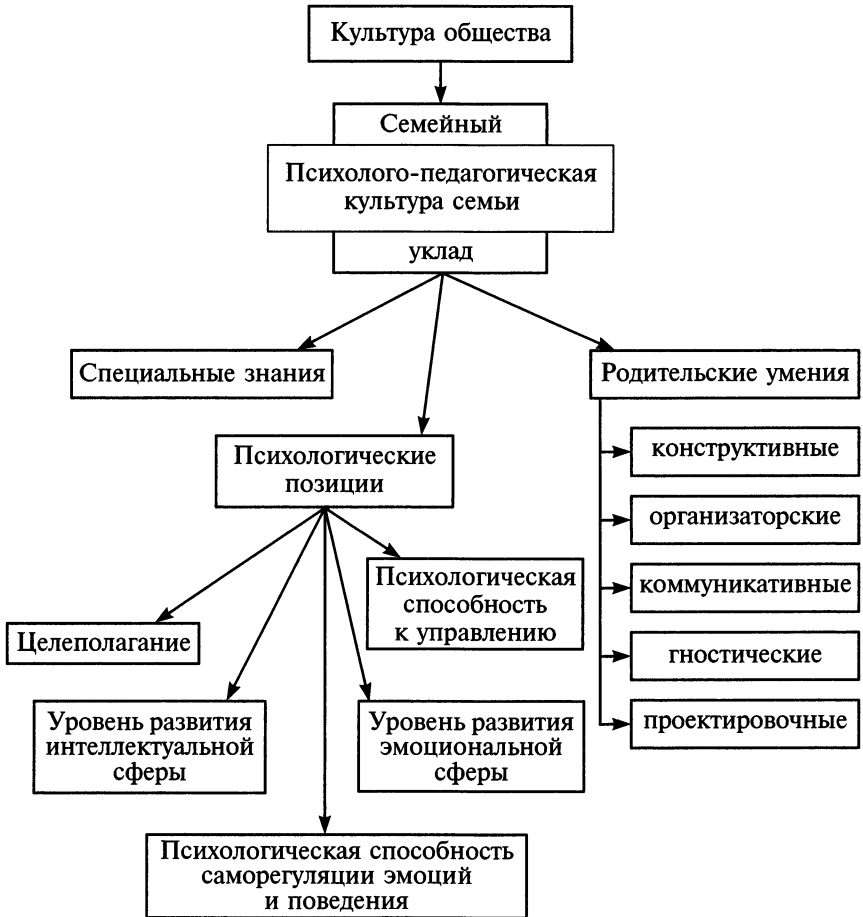 Культура общества
Семейный
Психолого-педагогическая
культура семьи
уклад
Специальные знания
Родительские умения
Психологические
позиции
конструктивные
организаторские
коммуникативные
гностические
проектировочные
Психологическая
способность
к управлению
Целеполагание
Уровень развития
интеллектуальной
сферы
Уровень развития
эмоциональной
сферы
Психологическая способность
саморегуляции эмоций
и поведения